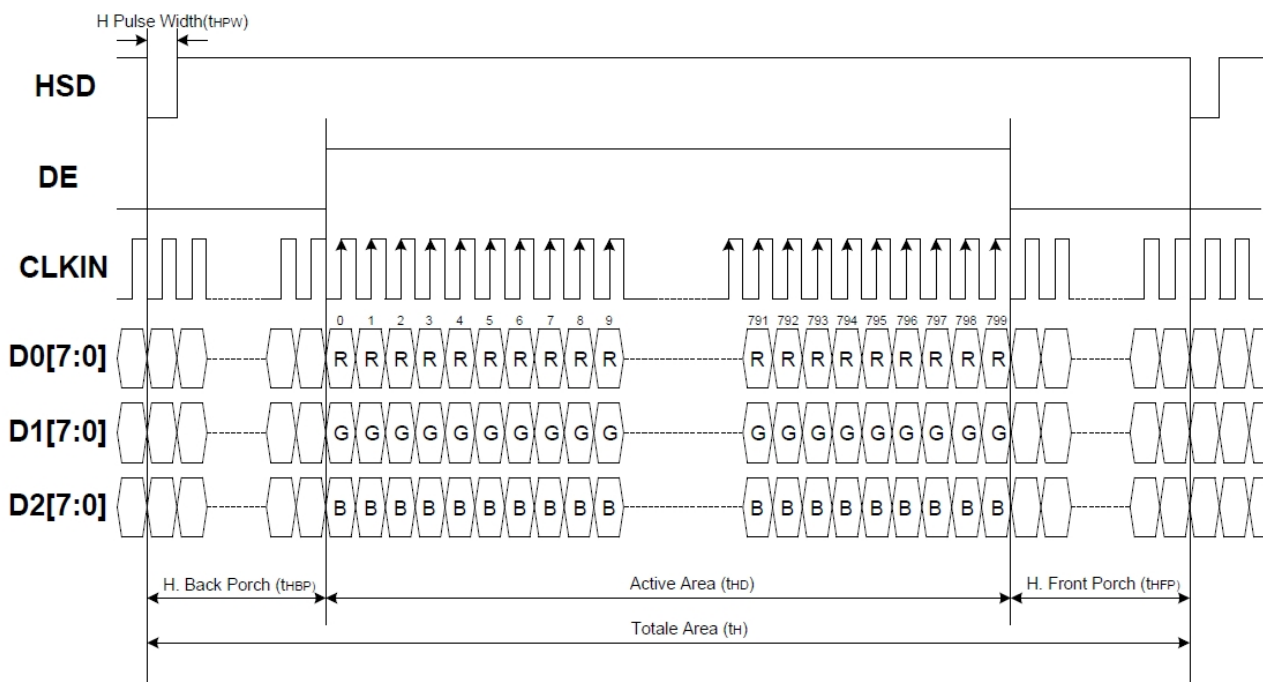 H Pulse Width(tHPW)
HSD
DE
CLKIN
0 1 2 3 4 5 6 7 8 9 791 792 793 794 795 796 797 798 799
D0[7:0] R R R R R R R R R R R R R R R R R R R
D1[7:0] G G G G G G G G G G G G G G G G G G G
D2[7:0] B B B B B B B B B B B B B B B B B B B
H. Back Porch (tHBP) Active Area (tHD) H. Front Porch (tHFP)
Totale Area (tH)